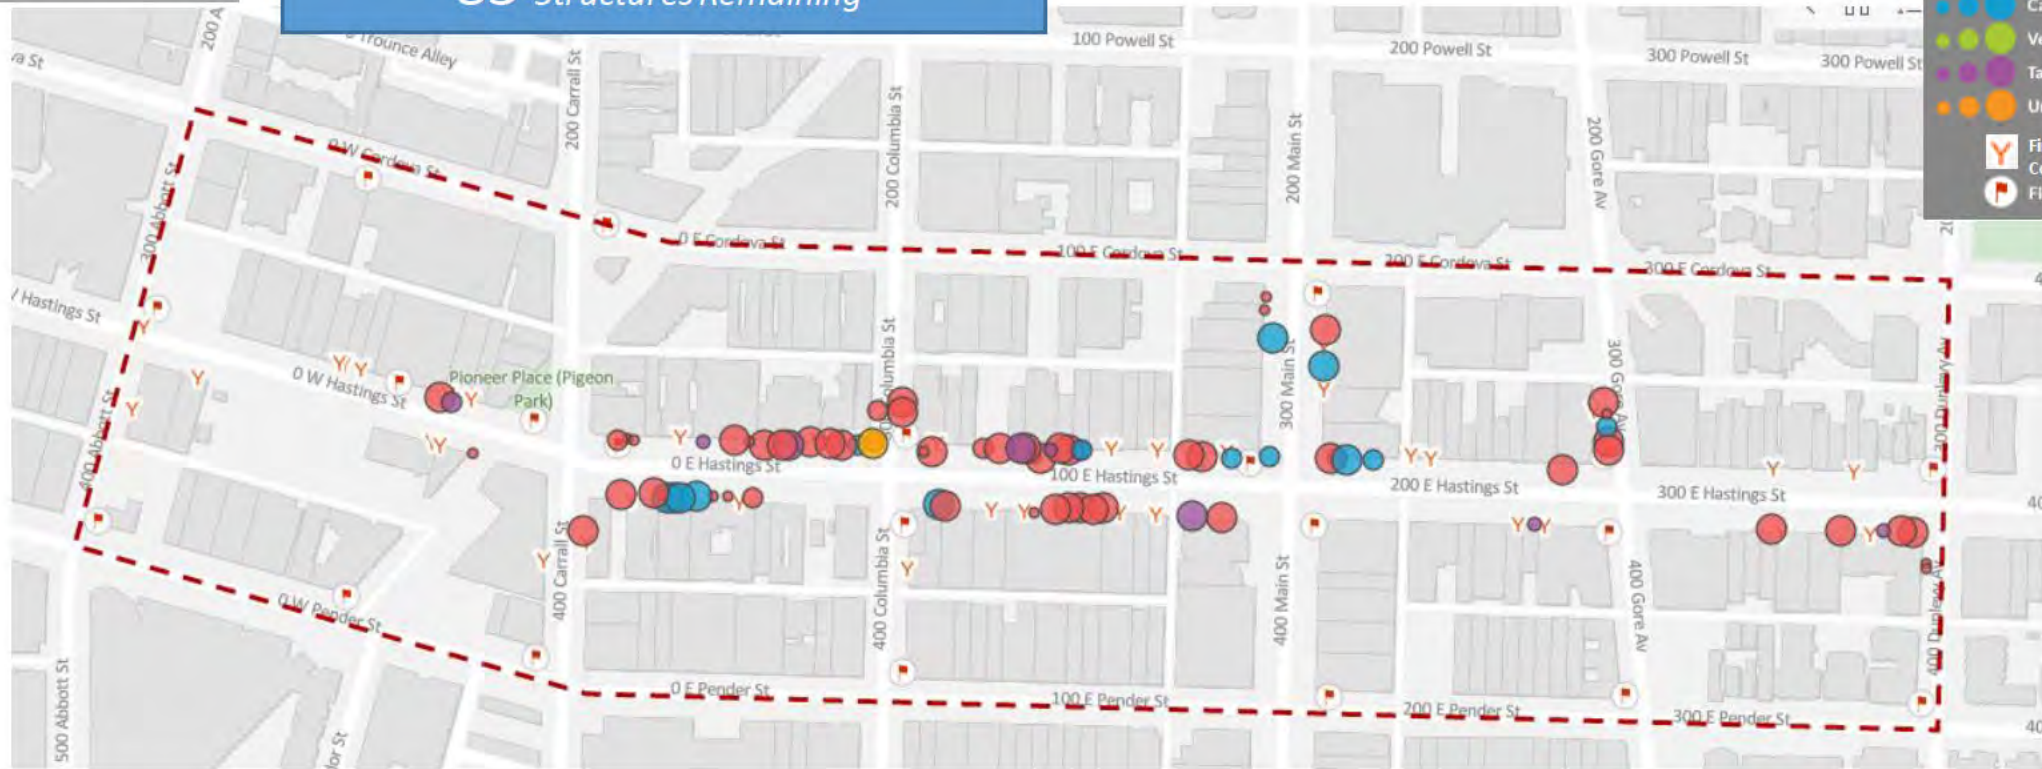 Structures Remaining
Trounce Alley
100 Powell St
200 Powell St
300 Powell St
300 Powell St
200 A
200 Carrall St
200 Columbia St
200 Main St
200 Gore Av
0 W Cordova St
300 Abbott St
0 E Cordova St
100 E Cordova St
200 E Cordova St
300 E Cordova St
Hastings St
0 W Hastings St
Pioneer Place (Pigeon
Park)
Columbia St
300 Main St
300 Gore Av
300 Dunlevy Av
400 Abbott St
0 E Hastings St
100 E Hastings St
200 E Hastings St
300 E Hastings St
400 Carrall St
400 Columbia St
400 Main St
400 Gore Av
400 Dunlevy Av
0 W Pender St
0 E Pender St
100 E Pender St
200 E Pender St
300 E Pender St
500 Abbott St